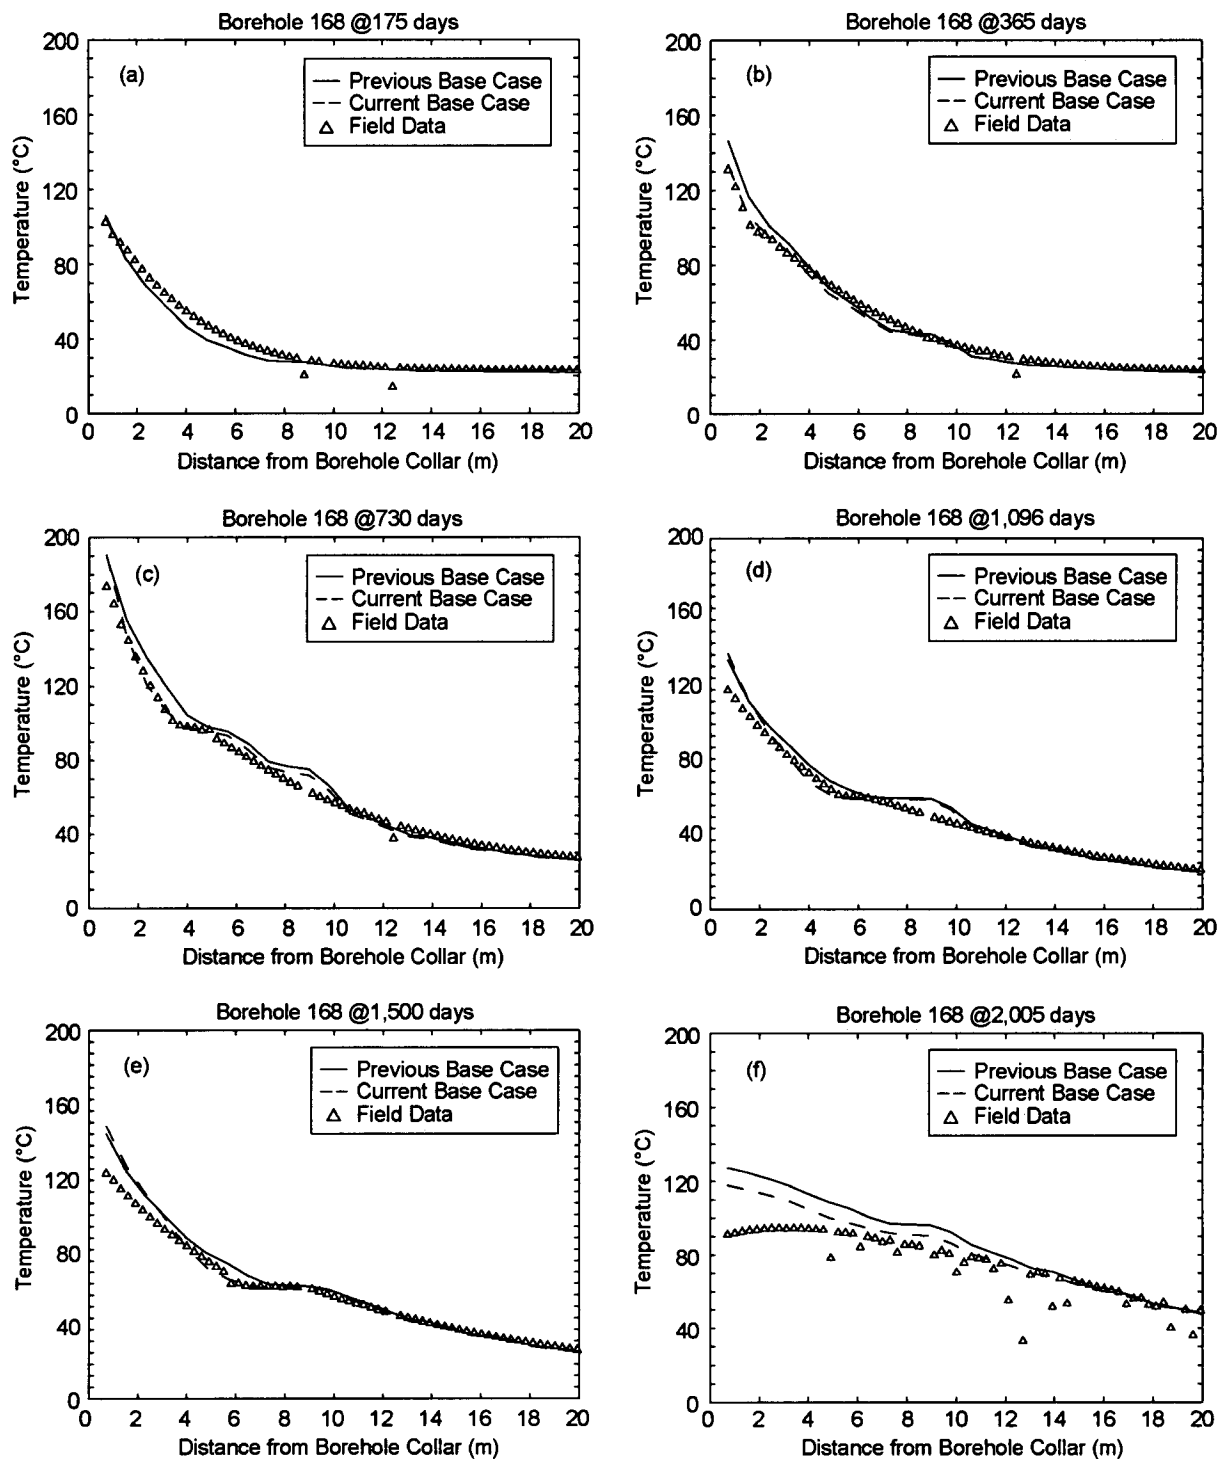 Borehole 168 @175 days
(a)
Previous Base Case
Current Base Case
Field Data
200
160
120
80
40
0
Temperature (°C)
0 2 4 6 8 10 12 14 16 18 20
Distance from Borehole Collar (m)
Borehole 168 @365 days
(b)
Previous Base Case
Current Base Case
Field Data
200
160
120
80
40
0
Temperature (°C)
0 2 4 6 8 10 12 14 16 18 20
Distance from Borehole Collar (m)
Borehole 168 @730 days
(c)
Previous Base Case
Current Base Case
Field Data
200
160
120
80
40
0
Temperature (°C)
0 2 4 6 8 10 12 14 16 18 20
Distance from Borehole Collar (m)
Borehole 168 @1,096 days
(d)
Previous Base Case
Current Base Case
Field Data
200
160
120
80
40
0
Temperature (°C)
0 2 4 6 8 10 12 14 16 18 20
Distance from Borehole Collar (m)
Borehole 168 @1,500 days
(e)
Previous Base Case
Current Base Case
Field Data
200
160
120
80
40
0
Temperature (°C)
0 2 4 6 8 10 12 14 16 18 20
Distance from Borehole Collar (m)
Borehole 168 @2,005 days
(f)
Previous Base Case
Current Base Case
Field Data
200
160
120
80
40
0
Temperature (°C)
0 2 4 6 8 10 12 14 16 18 20
Distance from Borehole Collar (m)